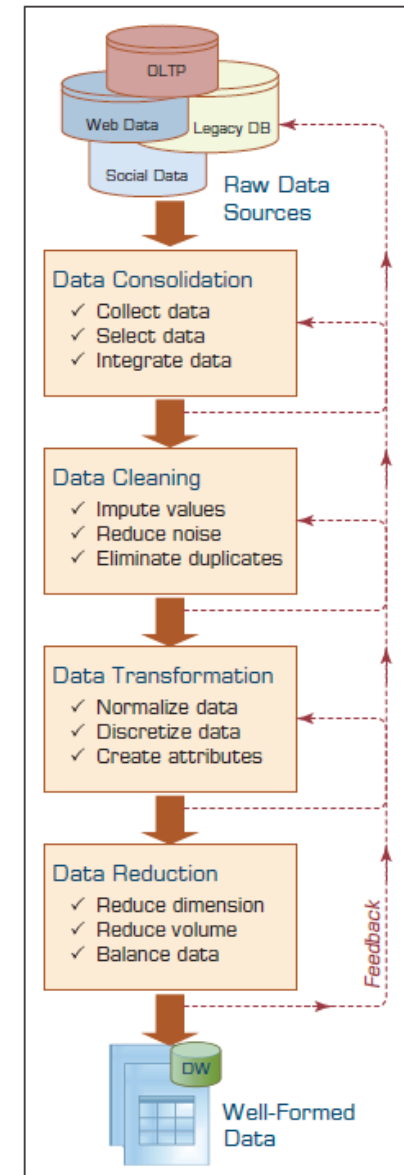 OLTP
Web Data
Legacy DB
Social Data
Raw Data
Sources
Data Consolidation
✓ Collect data
✓ Select data
✓ Integrate data
Data Cleaning
✓ Impute values
✓ Reduce noise
✓ Eliminate duplicates
Data Transformation
✓ Normalize data
✓ Discretize data
✓ Create attributes
Data Reduction
✓ Reduce dimension
✓ Reduce volume
✓ Balance data
Feedback
DW
Well-Formed
Data